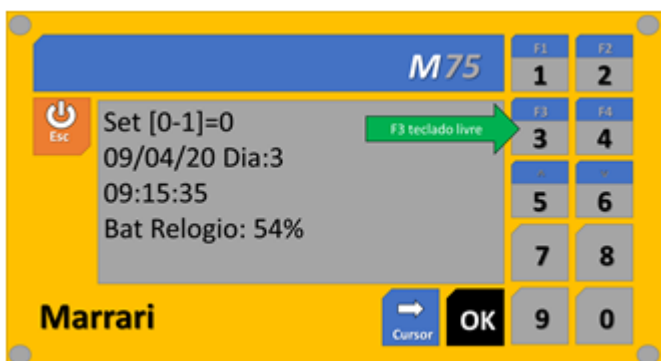 M75
F1 F2
1 2
Esc
Set [0-1]=0
F3 teclado livre
F3 F4
3 4
09/04/20 Dia:3
09:15:35
5 6
Bat Relogio: 54%
7 8
Marrari
Cursor
OK
9 0